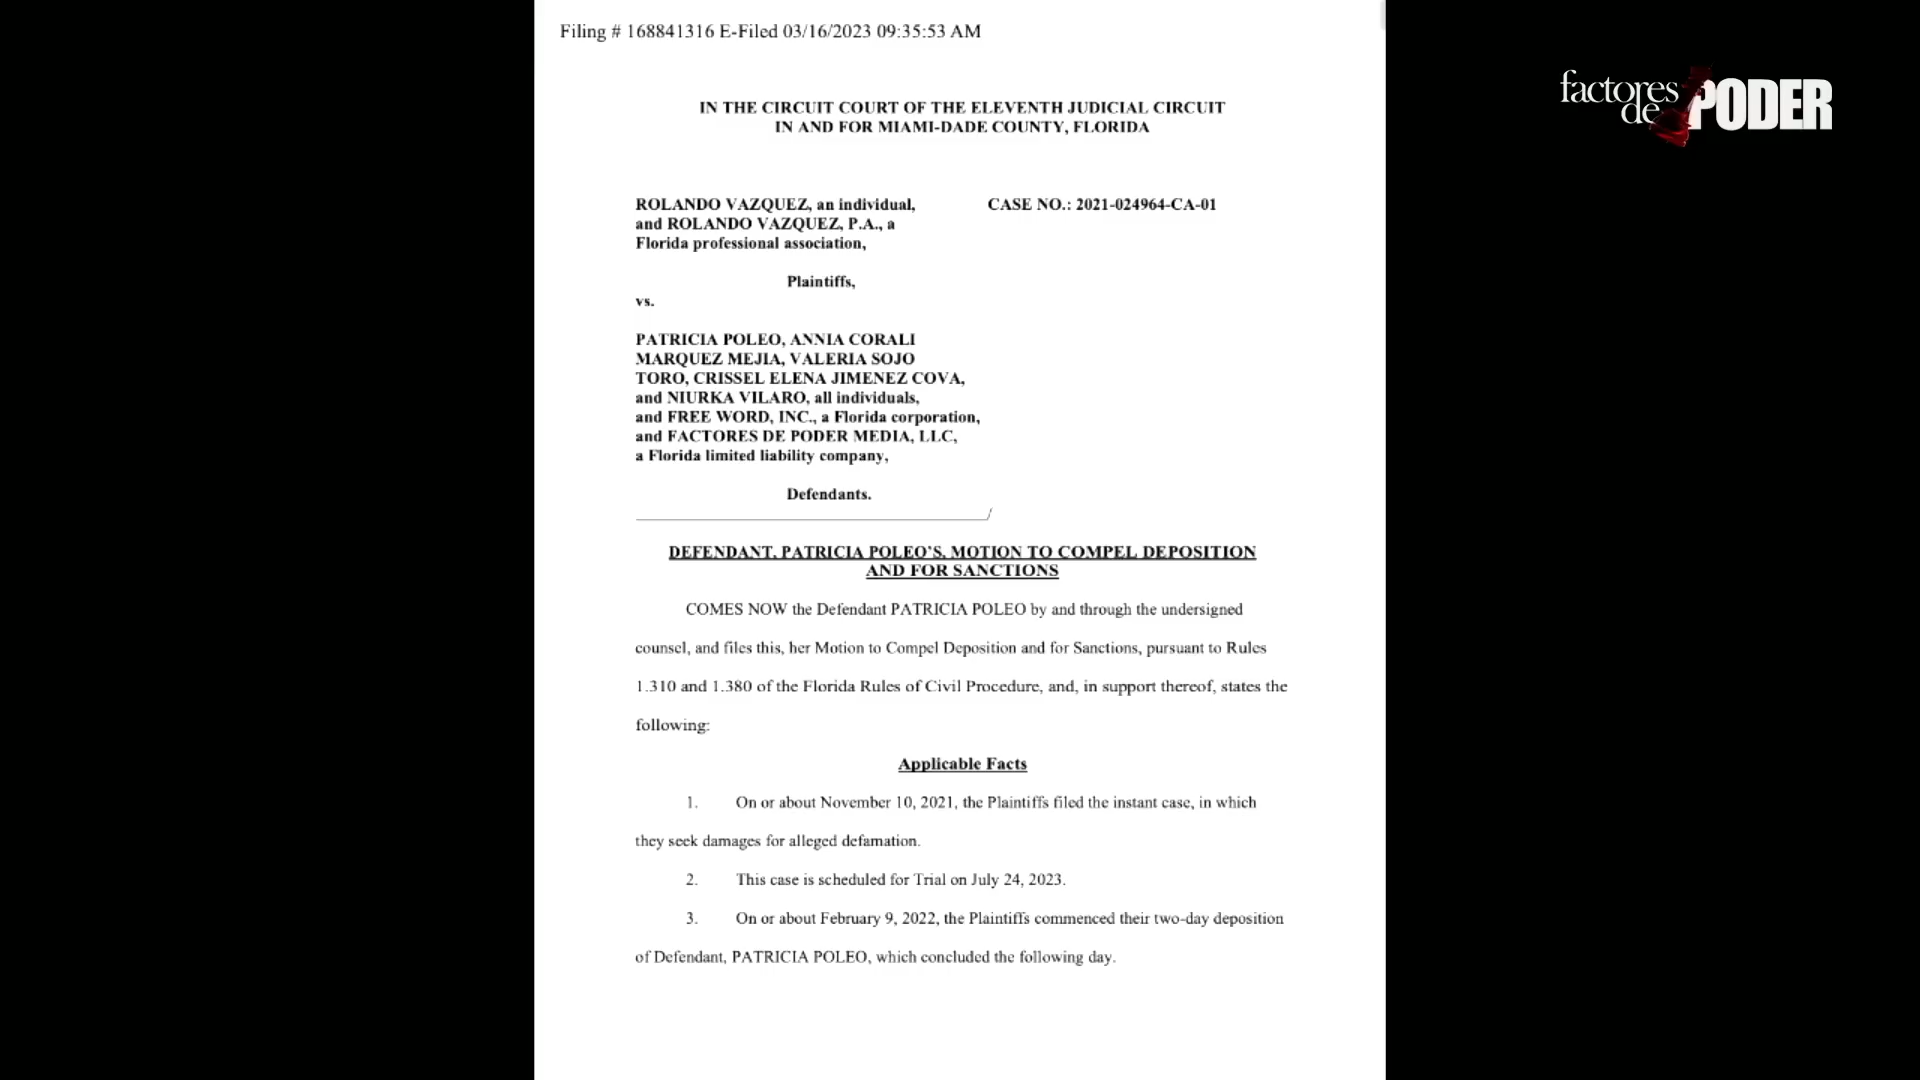 Filing # 168841316 E-Filed 03/16/2023 09:35:53 AM
factores
de PODER
IN THE CIRCUIT COURT OF THE ELEVENTH JUDICIAL CIRCUIT
IN AND FOR MIAMI-DADE COUNTY, FLORIDA
ROLANDO VAZQUEZ, an individual,
and ROLANDO VAZQUEZ, P.A., a
Florida professional association,
CASE NO.: 2021-024964-CA-01
Plaintiffs,
vs.
PATRICIA POLEO, ANNIA CORALI
MARQUEZ MEJIA, VALERIA SOJO
TORO, CRISSEL ELENA JIMENEZ COVA,
and NIURKA VILARO, all individuals,
and FREE WORD, INC., a Florida corporation,
and FACTORES DE PODER MEDIA, LLC,
a Florida limited liability company,
Defendants.
/
DEFENDANT, PATRICIA POLEO'S, MOTION TO COMPEL DEPOSITION
AND FOR SANCTIONS
COMES NOW the Defendant PATRICIA POLEO by and through the undersigned
counsel, and files this, her Motion to Compel Deposition and for Sanctions, pursuant to Rules
1.310 and 1.380 of the Florida Rules of Civil Procedure, and, in support thereof, states the
following:
Applicable Facts
1. On or about November 10, 2021, the Plaintiffs filed the instant case, in which
they seek damages for alleged defamation.
2. This case is scheduled for Trial on July 24, 2023.
3. On or about February 9, 2022, the Plaintiffs commenced their two-day deposition
of Defendant, PATRICIA POLEO, which concluded the following day.